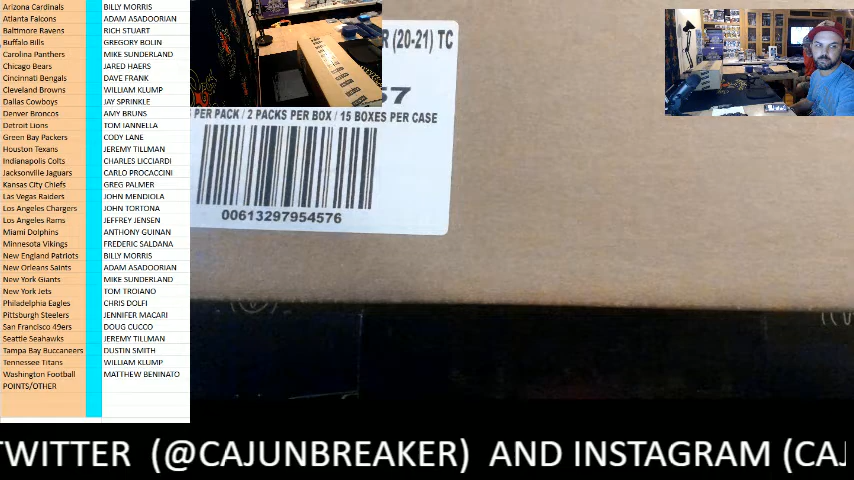 Arizona Cardinals BILLY MORRIS
Atlanta Falcons ADAM ASADOORIAN
Baltimore Ravens RICH STUART
Buffalo Bills GREGORY BOLIN
Carolina Panthers MIKE SUNDERLAND
Chicago Bears JARED HAERS
Cincinnati Bengals DAVE FRANK
Cleveland Browns WILLIAM KLUMP
Dallas Cowboys JAY SPRINKLE
Denver Broncos AMY BRUNS
Detroit Lions TOM IANNELLA
Green Bay Packers CODY LANE
Houston Texans JEREMY TILLMAN
Indianapolis Colts CHARLES LICCIARDI
Jacksonville Jaguars CARLO PROCACCINI
Kansas City Chiefs GREG PALMER
Las Vegas Raiders JOHN MENDIOLA
Los Angeles Chargers JOHN TORTONA
Los Angeles Rams JEFFREY JENSEN
Miami Dolphins ANTHONY GUINAN
Minnesota Vikings FREDERIC SALDANA
New England Patriots BILLY MORRIS
New Orleans Saints ADAM ASADOORIAN
New York Giants MIKE SUNDERLAND
New York Jets TOM TROIANO
Philadelphia Eagles CHRIS DOLFI
Pittsburgh Steelers JENNIFER MACARI
San Francisco 49ers DOUG CUCCO
Seattle Seahawks JEREMY TILLMAN
Tampa Bay Buccaneers DUSTIN SMITH
Tennessee Titans WILLIAM KLUMP
Washington Football MATTHEW BENINATO
POINTS/OTHER
R (20-21) TC
57
PER PACK / 2 PACKS PER BOX / 15 BOXES PER CASE
00613297954576
TWITTER (@CAJUNBREAKER) AND INSTAGRAM (CAJ